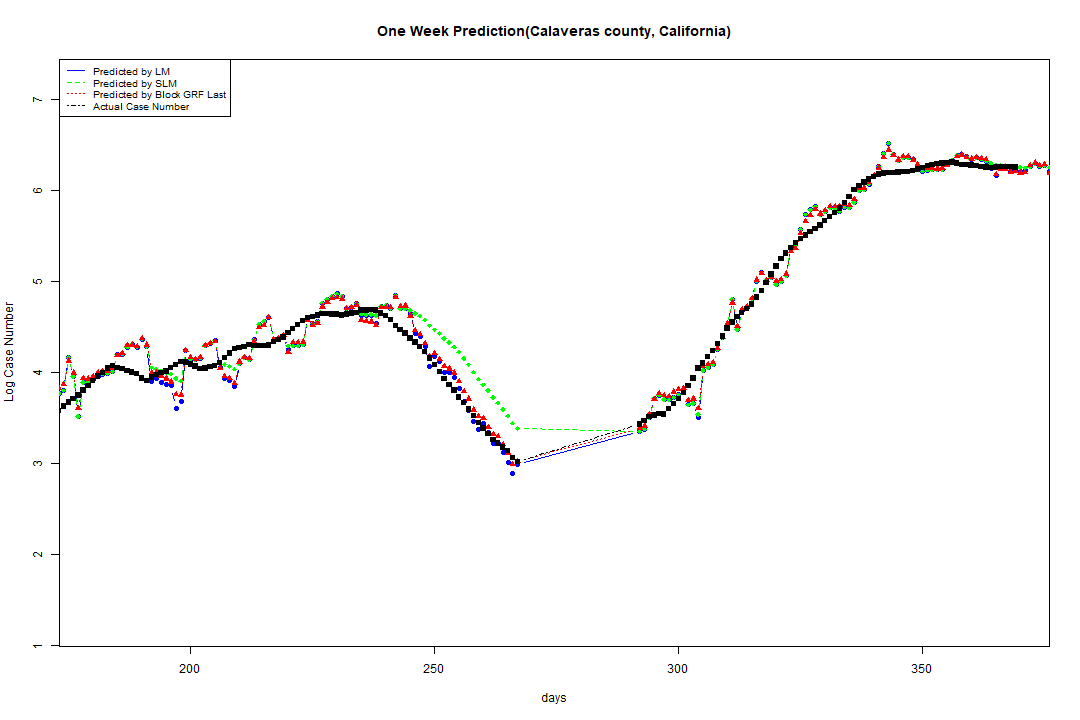 One Week Prediction(Calaveras county, California)
Predicted by LM
Predicted by SLM
Predicted by Block GRF Last
Actual Case Number
Log Case Number
7
6
5
4
3
2
1
200
250
300
350
days